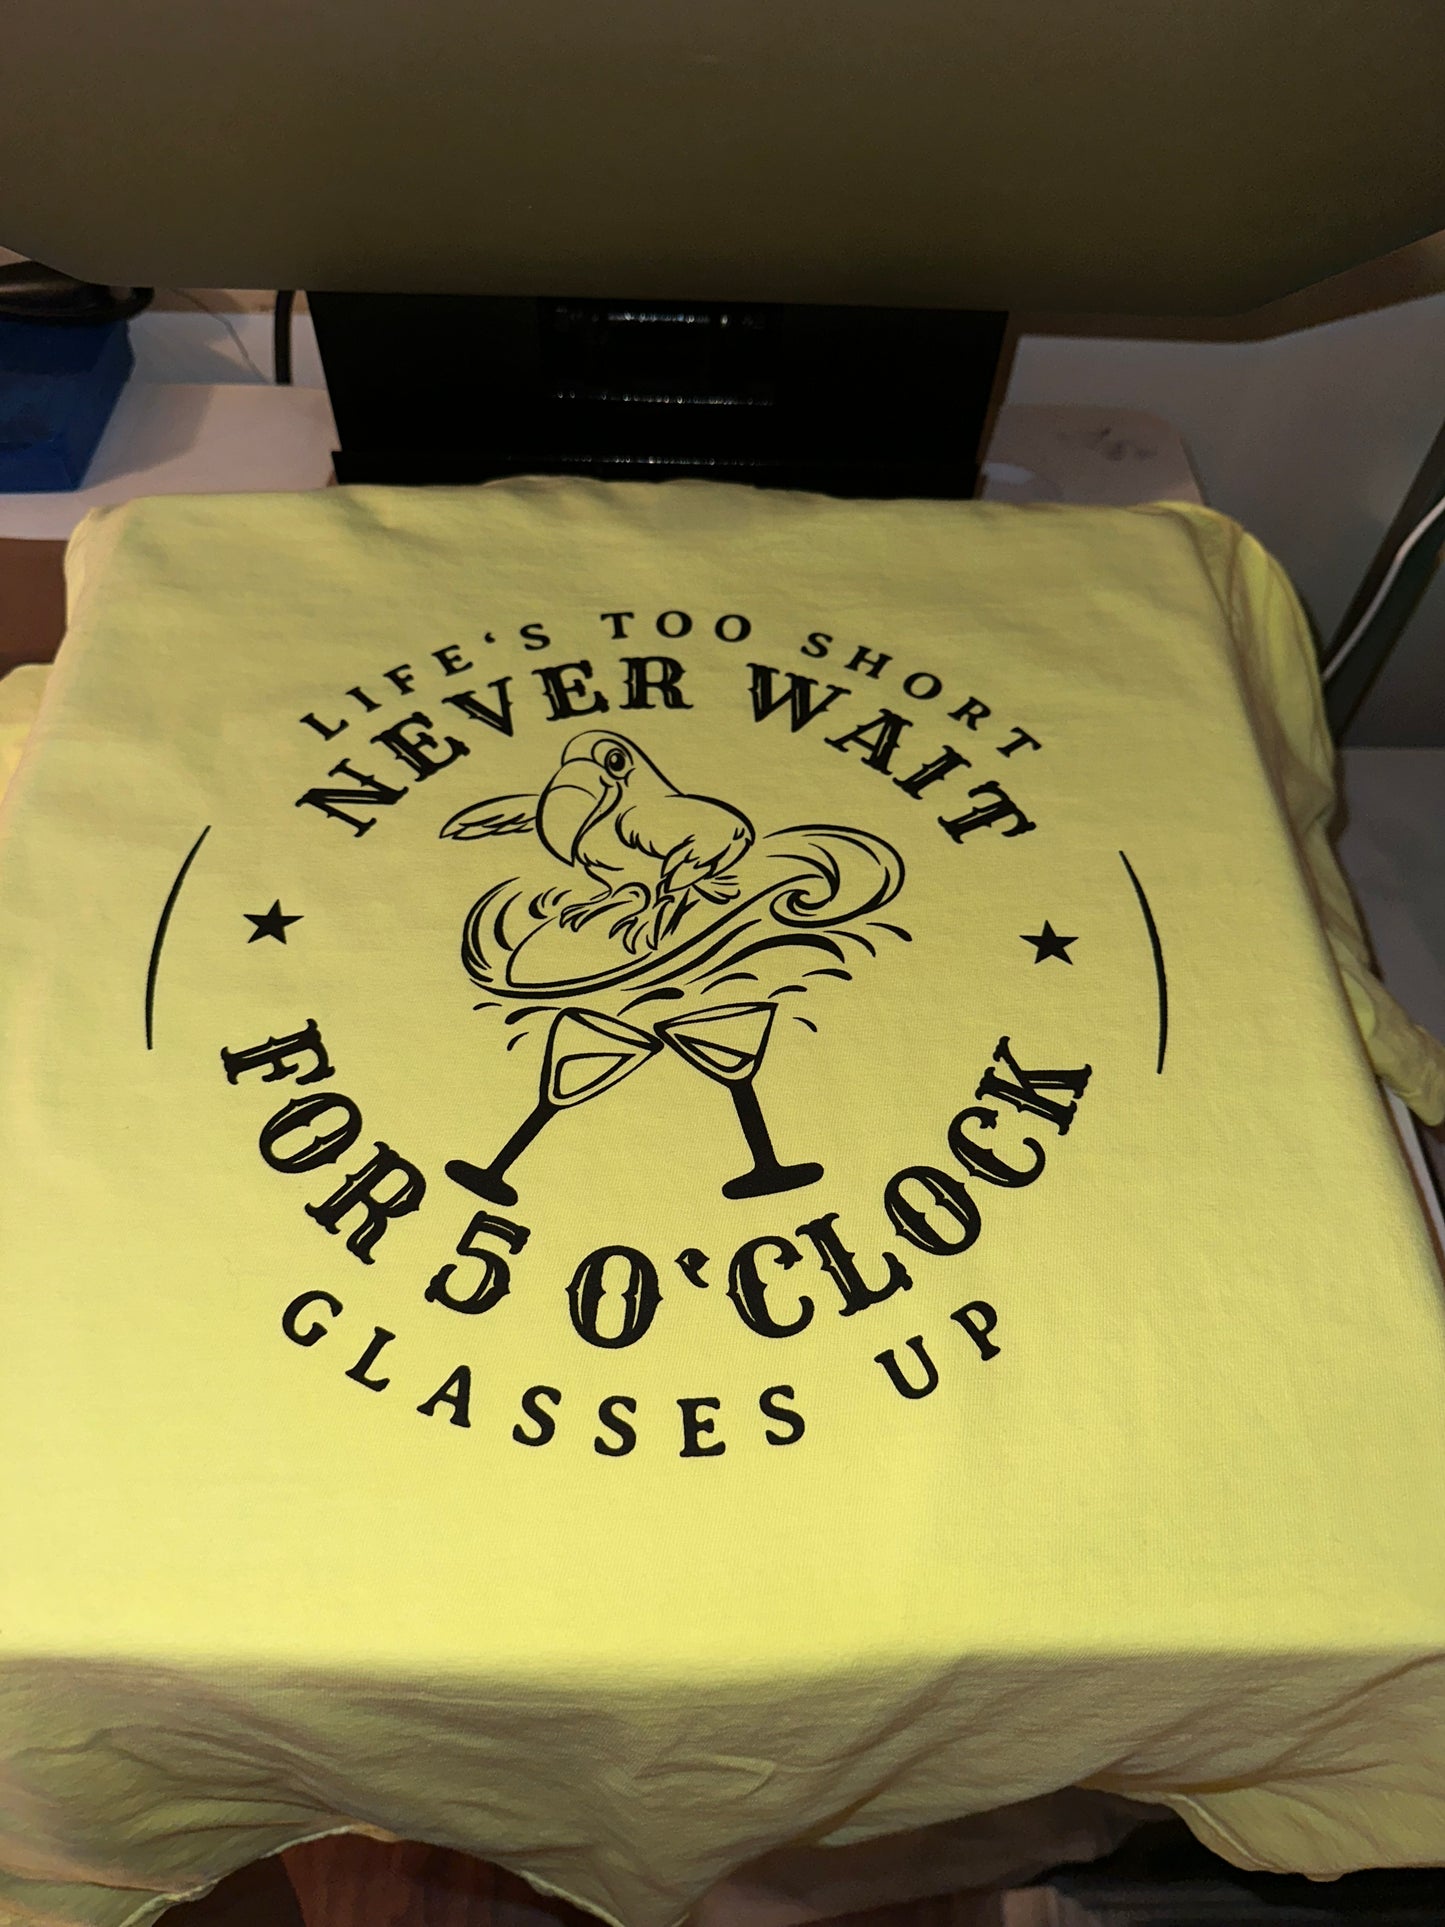 LIFE‘S TOO SHORT
NEVER WAIT
FOR 5 O‘CLOCK
GLASSES UP